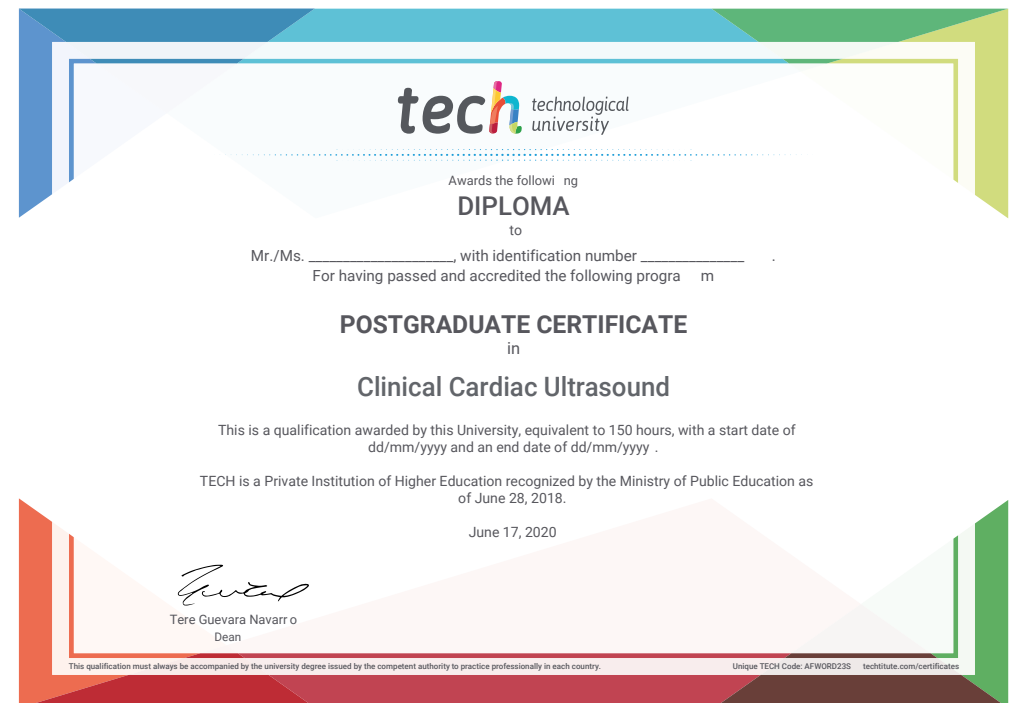 tech technological
university
Awards the followi ng
DIPLOMA
to
Mr./Ms. _____________________, with identification number _______________ .
For having passed and accredited the following progra m
POSTGRADUATE CERTIFICATE
in
Clinical Cardiac Ultrasound
This is a qualification awarded by this University, equivalent to 150 hours, with a start date of
dd/mm/yyyy and an end date of dd/mm/yyyy .
TECH is a Private Institution of Higher Education recognized by the Ministry of Public Education as
of June 28, 2018.
June 17, 2020
Tere Guevara Navarr o
Dean
This qualification must always be accompanied by the university degree issued by the competent authority to practice professionally in each country.
Unique TECH Code: AFWORD23S techtitute.com/certificates